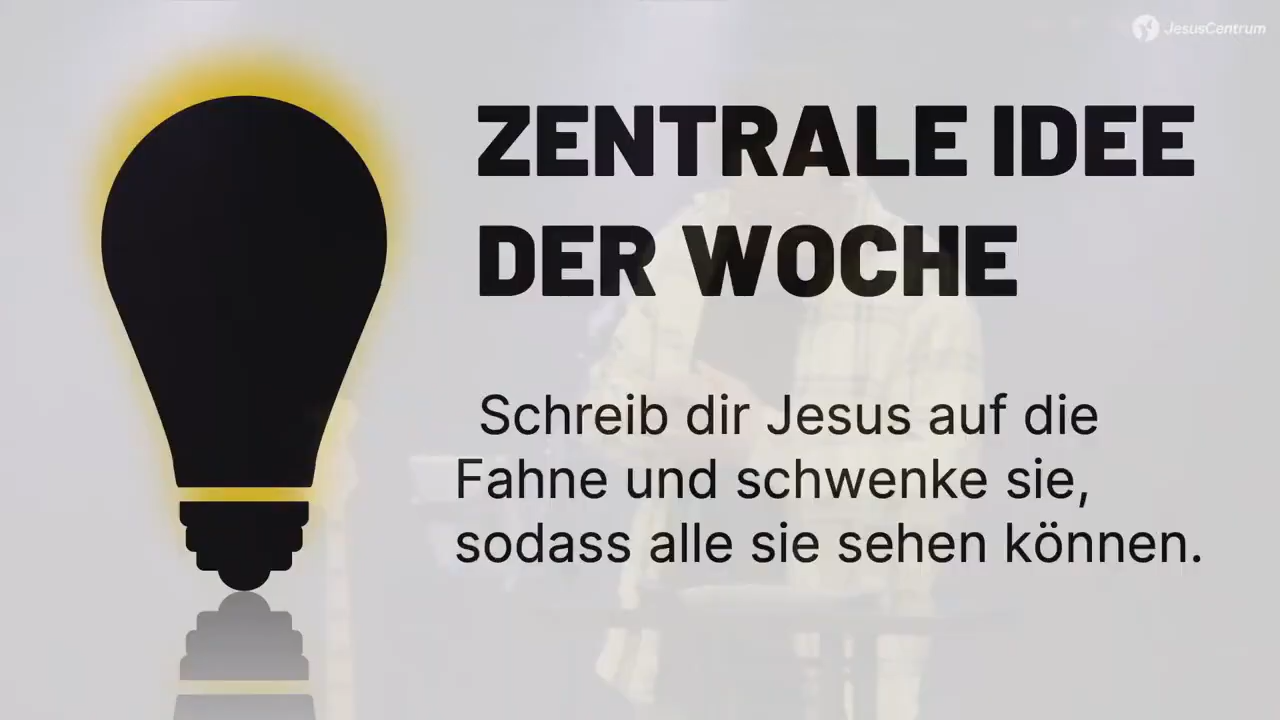 JesusCentrum
ZENTRALE IDEE
DER WOCHE
Schreib dir Jesus auf die
Fahne und schwenke sie,
sodass alle sie sehen können.